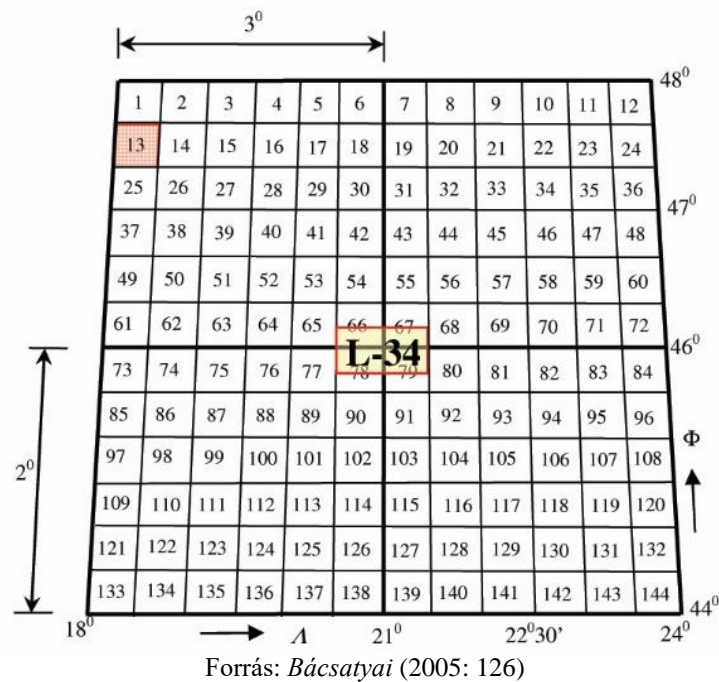 3⁰
48⁰
1 2 3 4 5 6 7 8 9 10 11 12
13 14 15 16 17 18 19 20 21 22 23 24
25 26 27 28 29 30 31 32 33 34 35 36
47⁰
37 38 39 40 41 42 43 44 45 46 47 48
49 50 51 52 53 54 55 56 57 58 59 60
61 62 63 64 65 66 67 68 69 70 71 72
L-34
46⁰
73 74 75 76 77 78 79 80 81 82 83 84
85 86 87 88 89 90 91 92 93 94 95 96
Φ
97 98 99 100 101 102 103 104 105 106 107 108
2⁰
109 110 111 112 113 114 115 116 117 118 119 120
121 122 123 124 125 126 127 128 129 130 131 132
133 134 135 136 137 138 139 140 141 142 143 144
44⁰
18⁰ Λ 21⁰ 22⁰30’ 24⁰
Forrás: Bácsatyai (2005: 126)